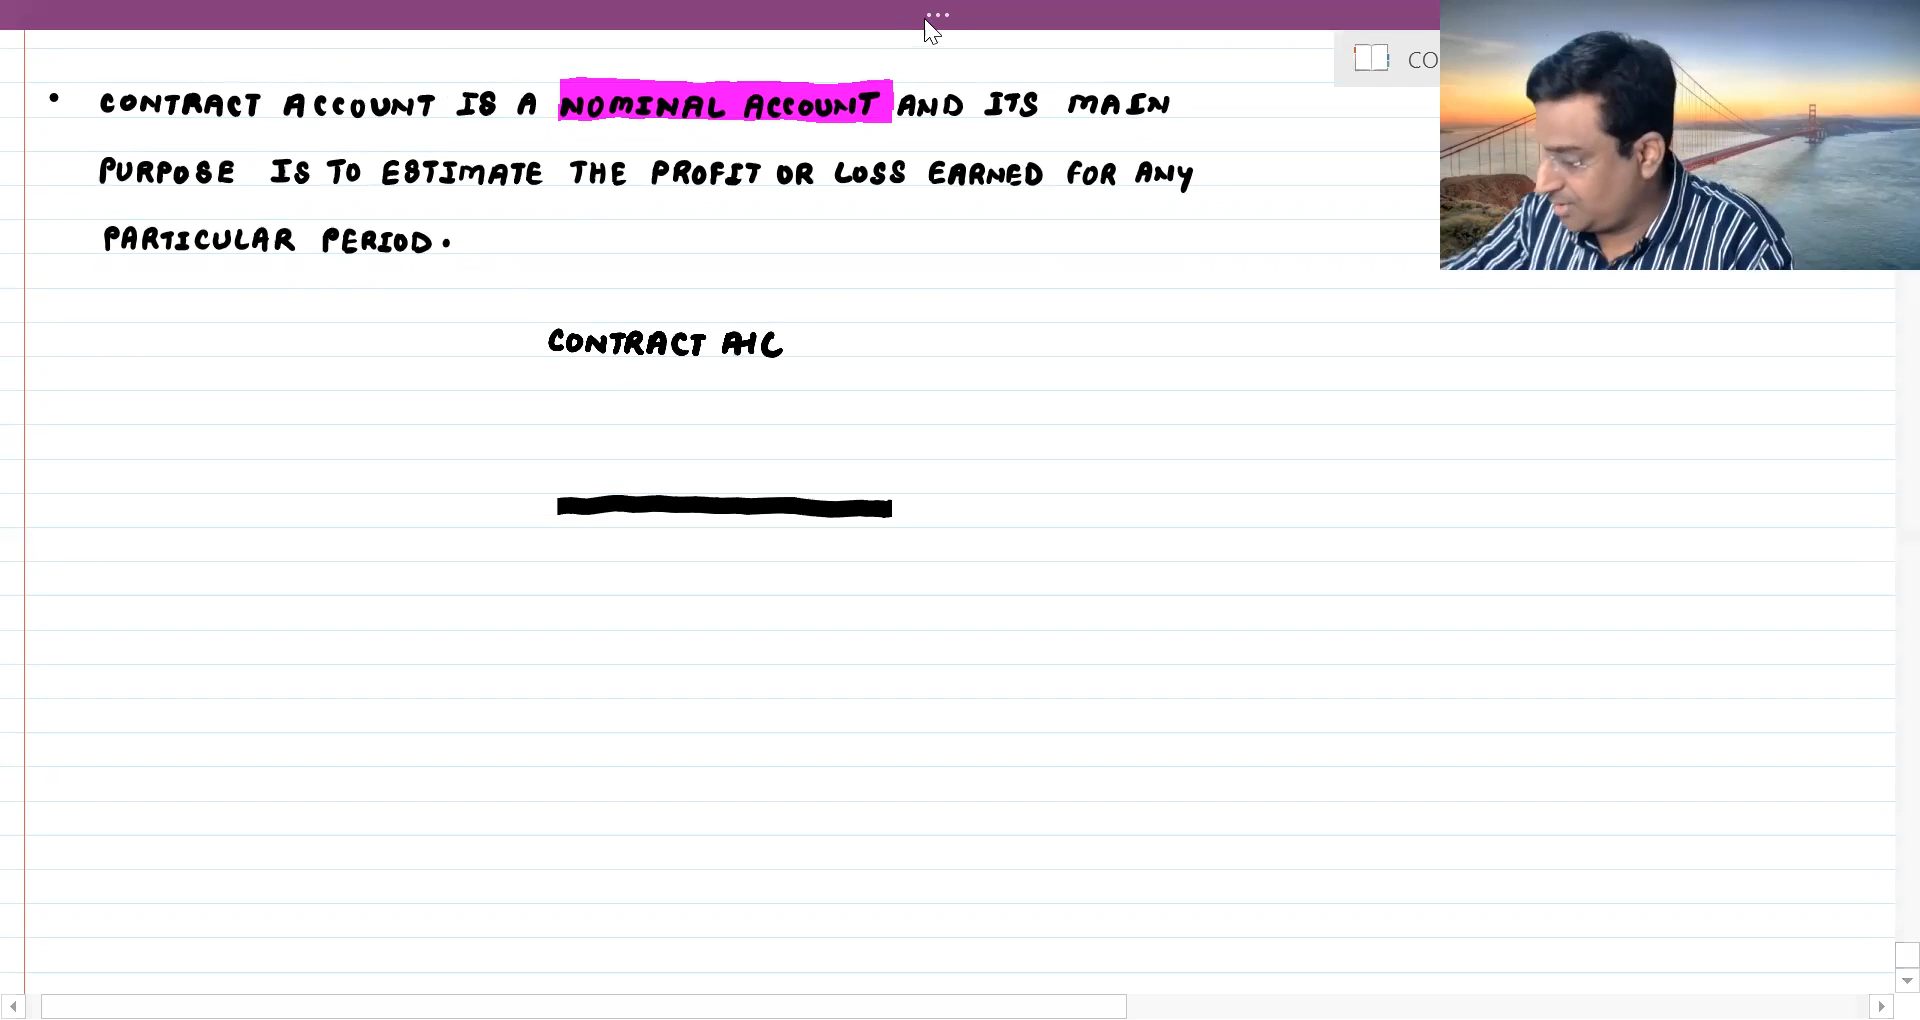 CO
• CONTRACT ACCOUNT IS A NOMINAL ACCOUNT AND ITS MAIN
PURPOSE IS TO ESTIMATE THE PROFIT OR LOSS EARNED FOR ANY
PARTICULAR PERIOD.
CONTRACT A/C